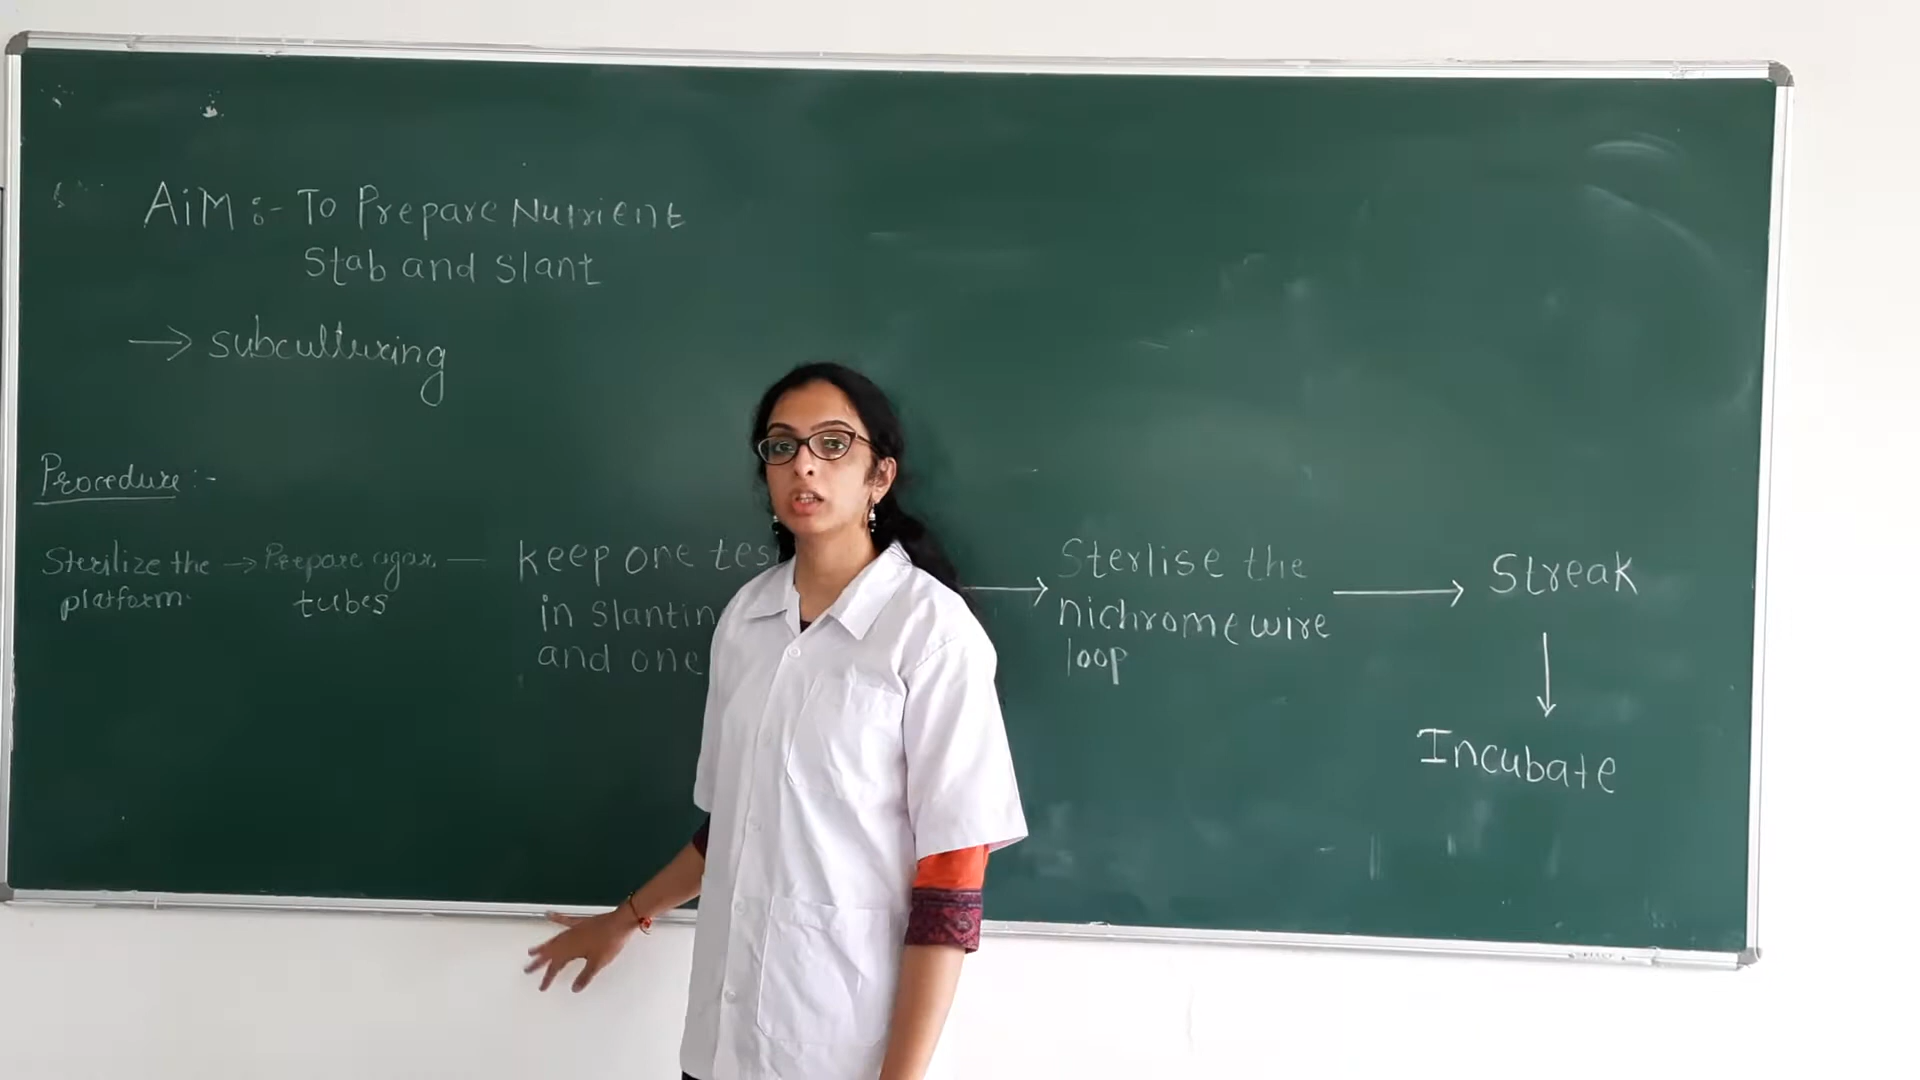 AiM :- To Prepare Nutrient
Stab and Slant
→ subculturing
Procedure :-
Sterilize the → Prepare agar —
platform. tubes
keep one tes
in slantin
and one
→ Sterlise the
nichrome wire
loop
→ Streak
↓
Incubate